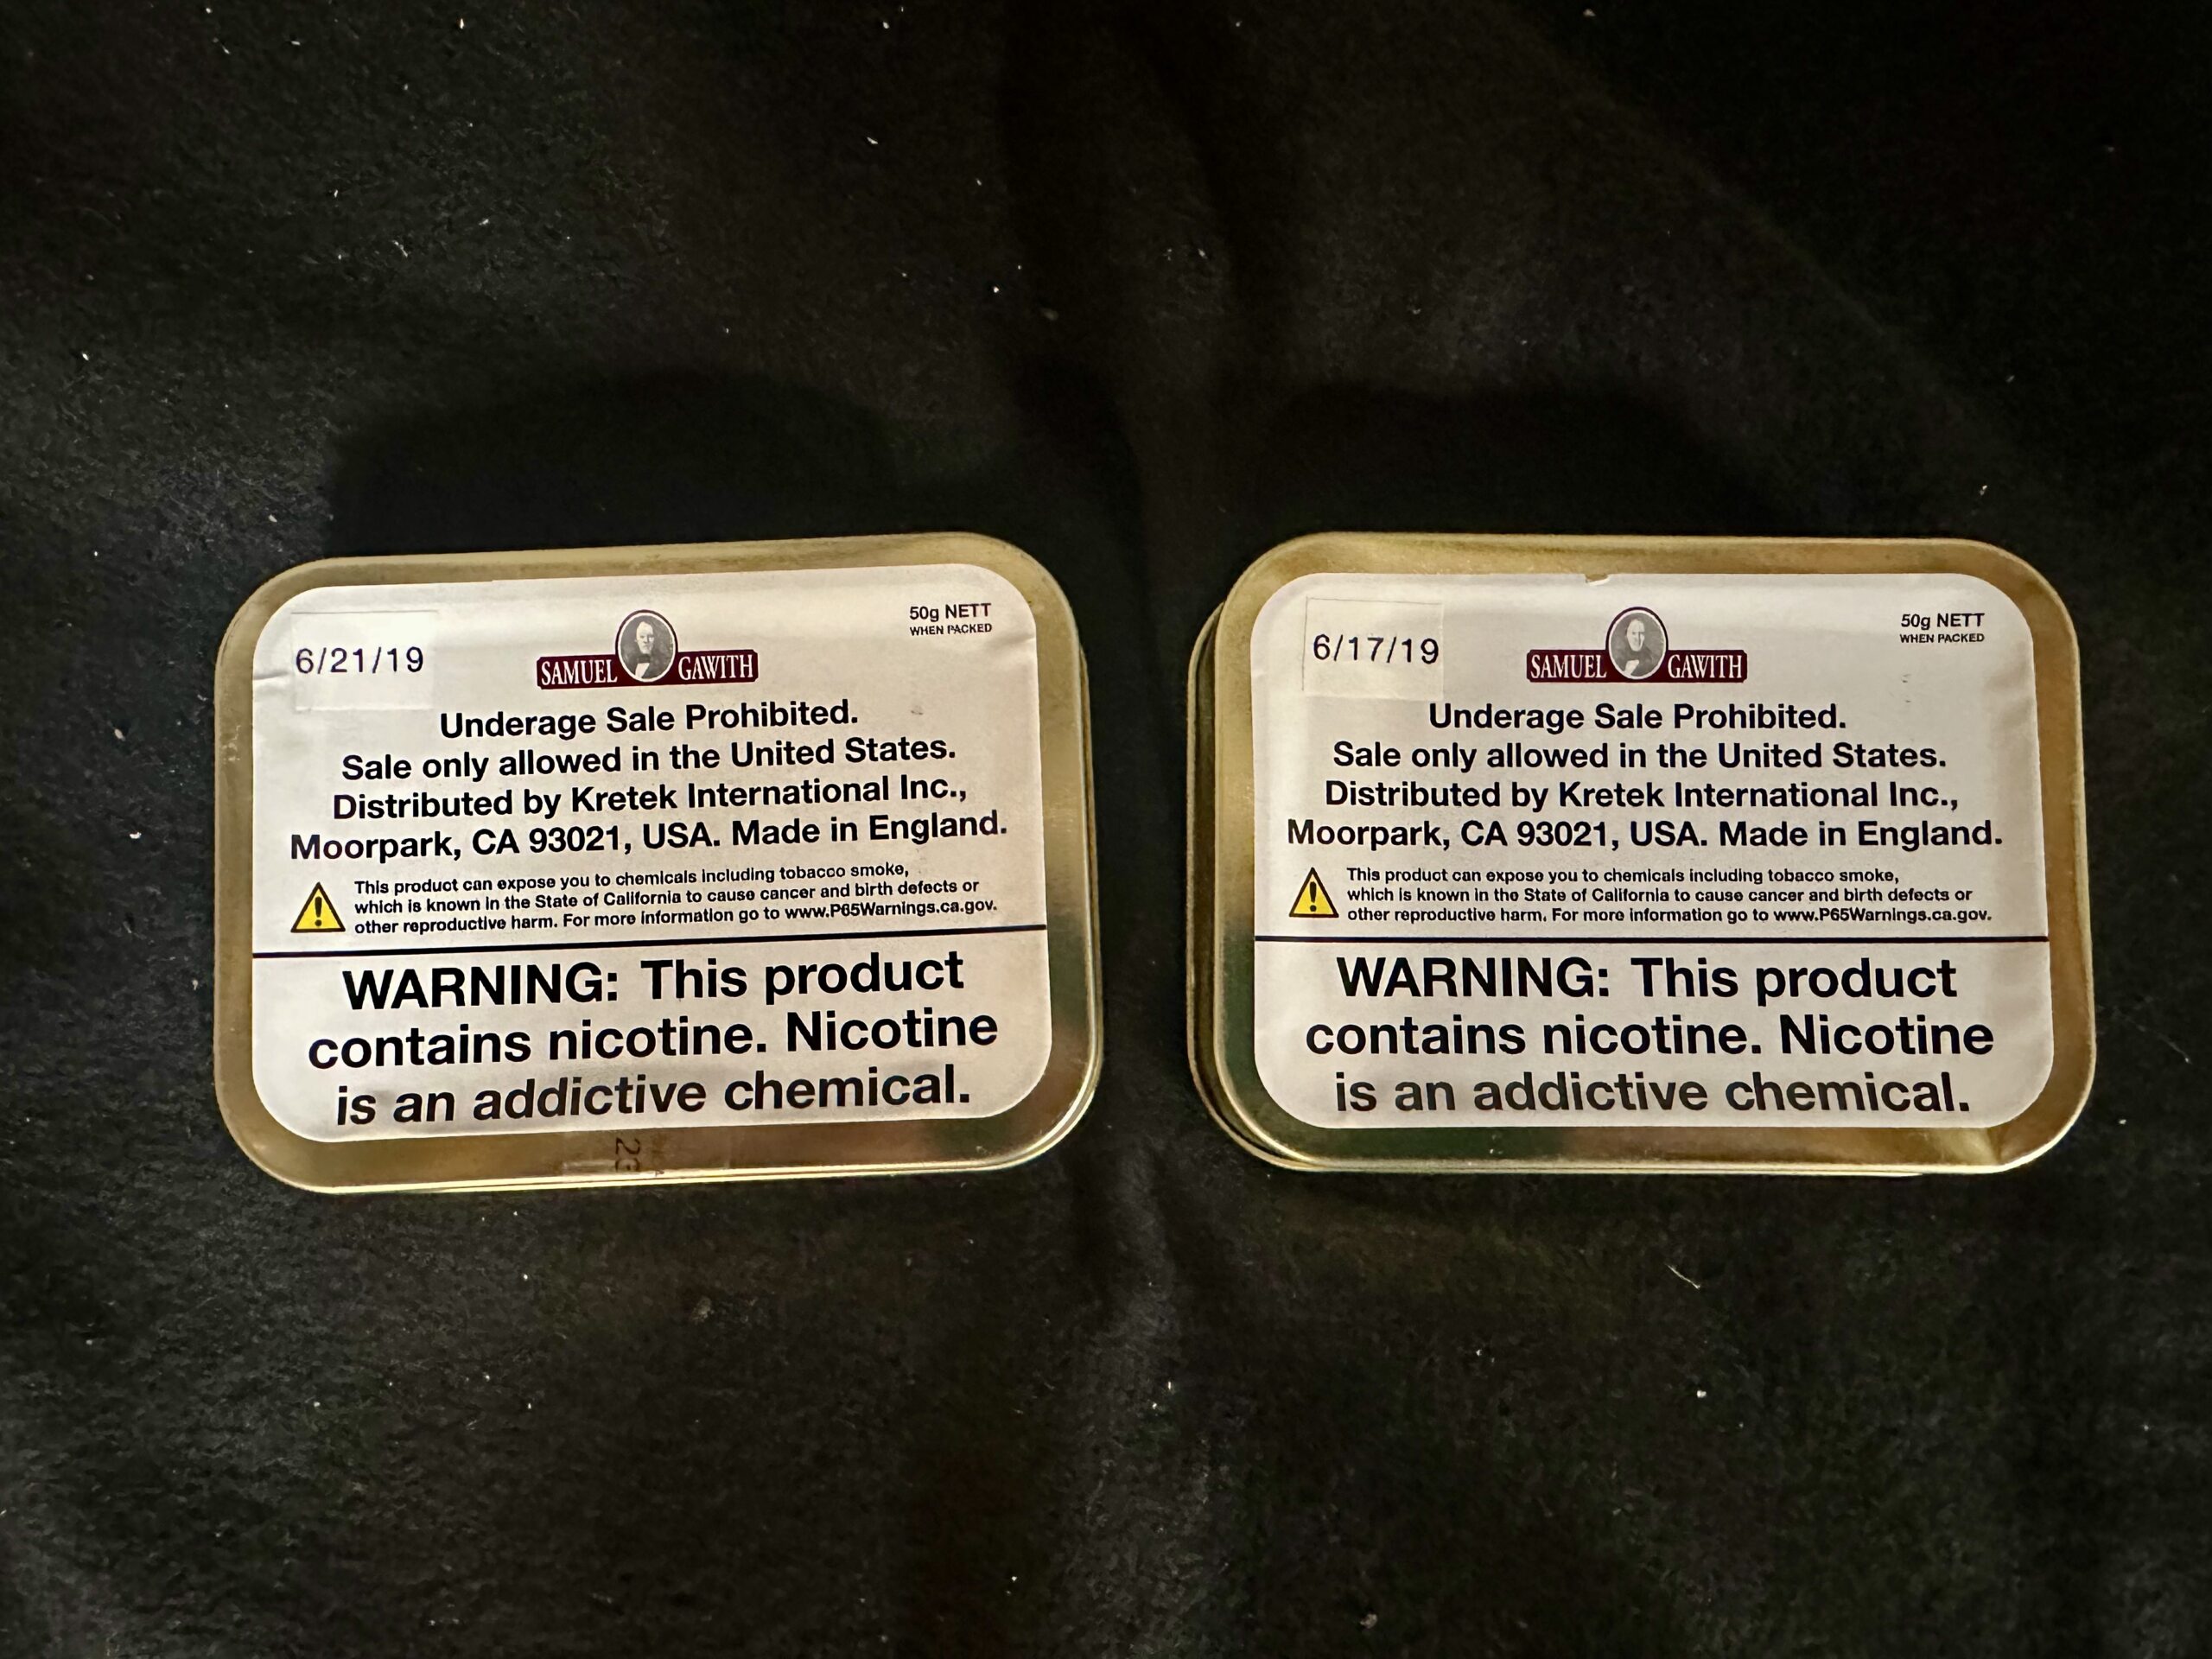 6/21/19
SAMUEL GAWITH
50g NETT
WHEN PACKED
Underage Sale Prohibited.
Sale only allowed in the United States.
Distributed by Kretek International Inc.,
Moorpark, CA 93021, USA. Made in England.
This product can expose you to chemicals including tobacco smoke,
which is known in the State of California to cause cancer and birth defects or
other reproductive harm. For more information go to www.P65Warnings.ca.gov.
WARNING: This product
contains nicotine. Nicotine
is an addictive chemical.
6/17/19
SAMUEL GAWITH
50g NETT
WHEN PACKED
Underage Sale Prohibited.
Sale only allowed in the United States.
Distributed by Kretek International Inc.,
Moorpark, CA 93021, USA. Made in England.
This product can expose you to chemicals including tobacco smoke,
which is known in the State of California to cause cancer and birth defects or
other reproductive harm. For more information go to www.P65Warnings.ca.gov.
WARNING: This product
contains nicotine. Nicotine
is an addictive chemical.